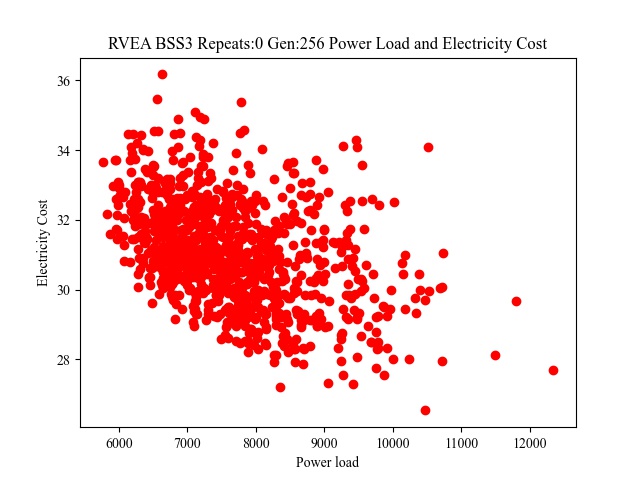 RVEA BSS3 Repeats:0 Gen:256 Power Load and Electricity Cost
36
34
32
30
28
Electricity Cost
6000 7000 8000 9000 10000 11000 12000
Power load